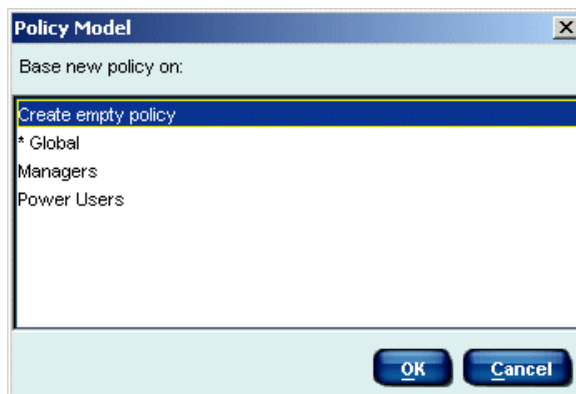 Policy Model
Base new policy on:
Create empty policy
* Global
Managers
Power Users
OK Cancel